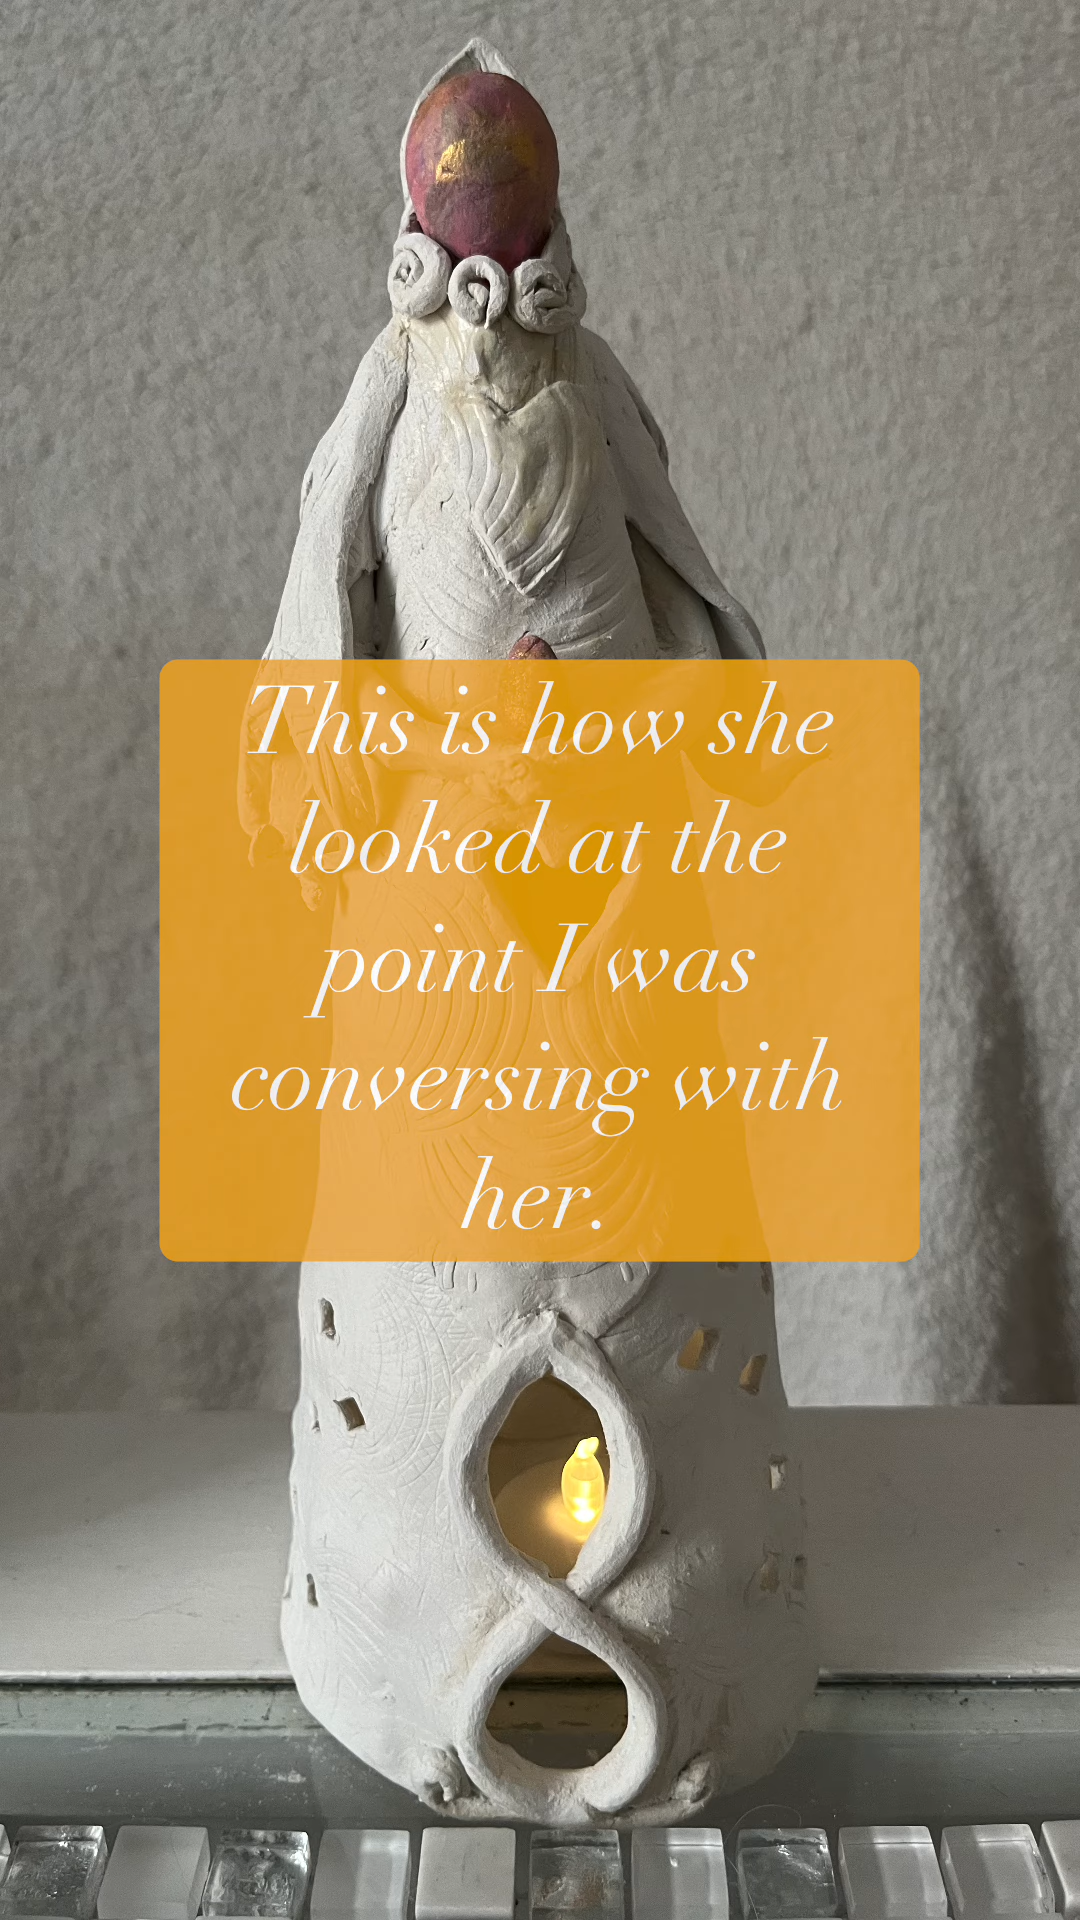 This is how she
looked at the
point I was
conversing with
her.